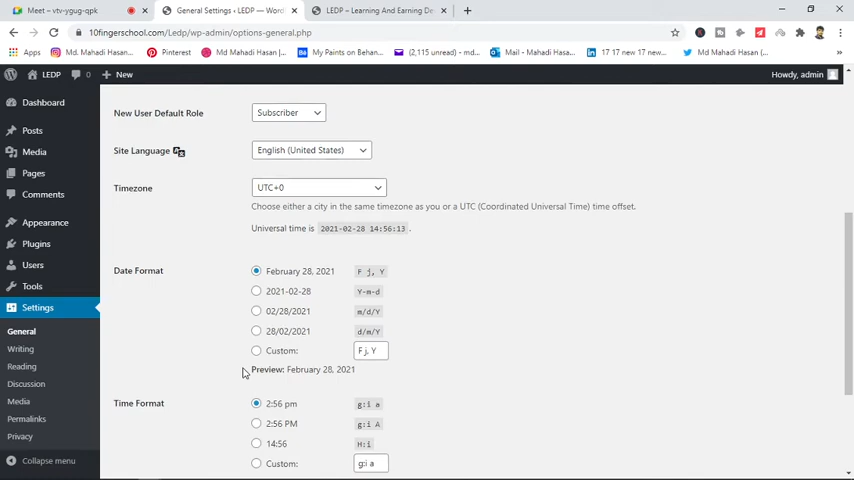 Meet – vtv-ygug-qpk
General Settings ‹ LEDP — Word
LEDP – Learning And Earning De
10fingerschool.com/Ledp/wp-admin/options-general.php
Apps
Md. Mahadi Hasan |...
Pinterest
Md Mahadi Hasan (...
My Paints on Behan...
(2,115 unread) - md...
Mail - Mahadi Hasa...
17 17 new 17 new...
Md Mahadi Hasan (...
LEDP
0
New
Howdy, admin
Dashboard
Posts
Media
Pages
Comments
Appearance
Plugins
Users
Tools
Settings
General
Writing
Reading
Discussion
Media
Permalinks
Privacy
Collapse menu
New User Default Role
Subscriber
Site Language
English (United States)
Timezone
UTC+0
Choose either a city in the same timezone as you or a UTC (Coordinated Universal Time) time offset.
Universal time is 2021-02-28 14:56:13 .
Date Format
February 28, 2021 F j, Y
2021-02-28 Y-m-d
02/28/2021 m/d/Y
28/02/2021 d/m/Y
Custom: F j, Y
Preview: February 28, 2021
Time Format
2:56 pm g:i a
2:56 PM g:i A
14:56 H:i
Custom: g:i a